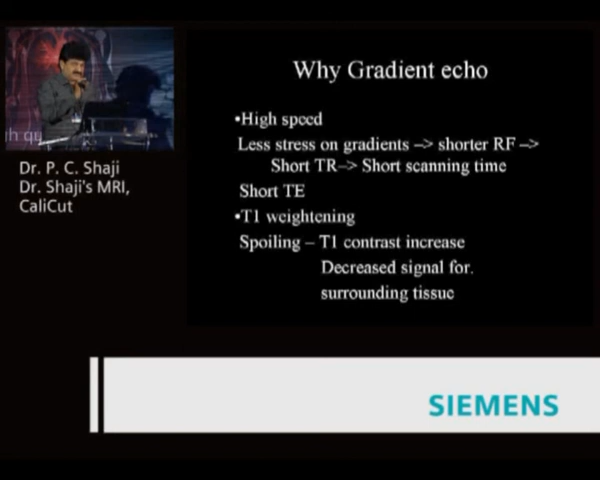 h qu
Dr. P. C. Shaji
Dr. Shaji's MRI,
CaliCut
Why Gradient echo
•High speed
Less stress on gradients –> shorter RF –>
Short TR–> Short scanning time
Short TE
•T1 weightening
Spoiling – T1 contrast increase
Decreased signal for.
surrounding tissue
SIEMENS